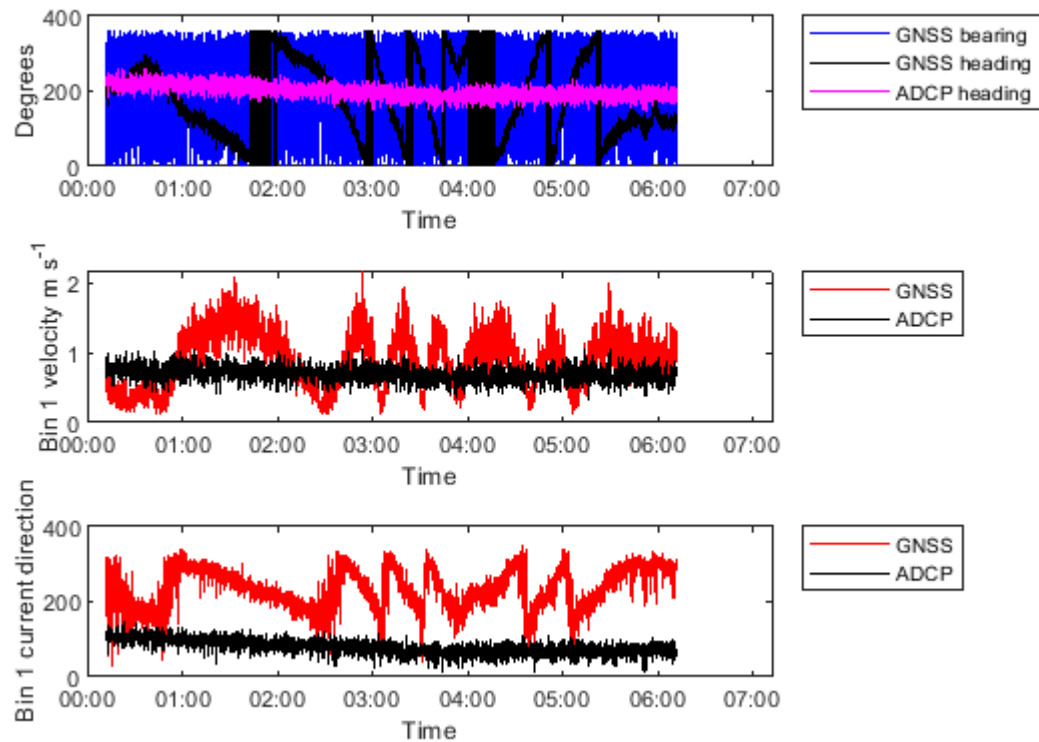 400
200
0
Degrees
00:00 01:00 02:00 03:00 04:00 05:00 06:00 07:00
Time
GNSS bearing
GNSS heading
ADCP heading
2
1
0
Bin 1 velocity m s-1
00:00 01:00 02:00 03:00 04:00 05:00 06:00 07:00
Time
GNSS
ADCP
400
200
0
Bin 1 current direction
00:00 01:00 02:00 03:00 04:00 05:00 06:00 07:00
Time
GNSS
ADCP